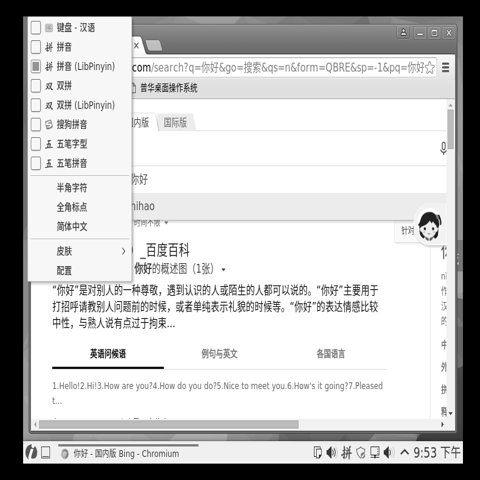 键盘 - 汉语
拼音
拼音 (LibPinyin)
双拼
双拼 (LibPinyin)
搜狗拼音
五笔字型
五笔拼音
半角字符
全角标点
简体中文
皮肤
配置
com/search?q=你好&go=搜索&qs=n&form=QBRE&sp=-1&pq=你好
普华桌面操作系统
内版 国际版
你好
nihao
时间不限
针对
_百度百科
你好的概述图（1张）
“你好”是对别人的一种尊敬，遇到认识的人或陌生的人都可以说的。“你好”主要用于
打招呼请教别人问题前的时候，或者单纯表示礼貌的时候等。“你好”的表达情感比较
中性，与熟人说有点过于拘束...
英语问候语 例句与英文 各国语言
1.Hello!2.Hi!3.How are you?4.How do you do?5.Nice to meet you.6.How's it going?7.Pleased
t...
你好 - 国内版 Bing - Chromium
拼
9:53 下午